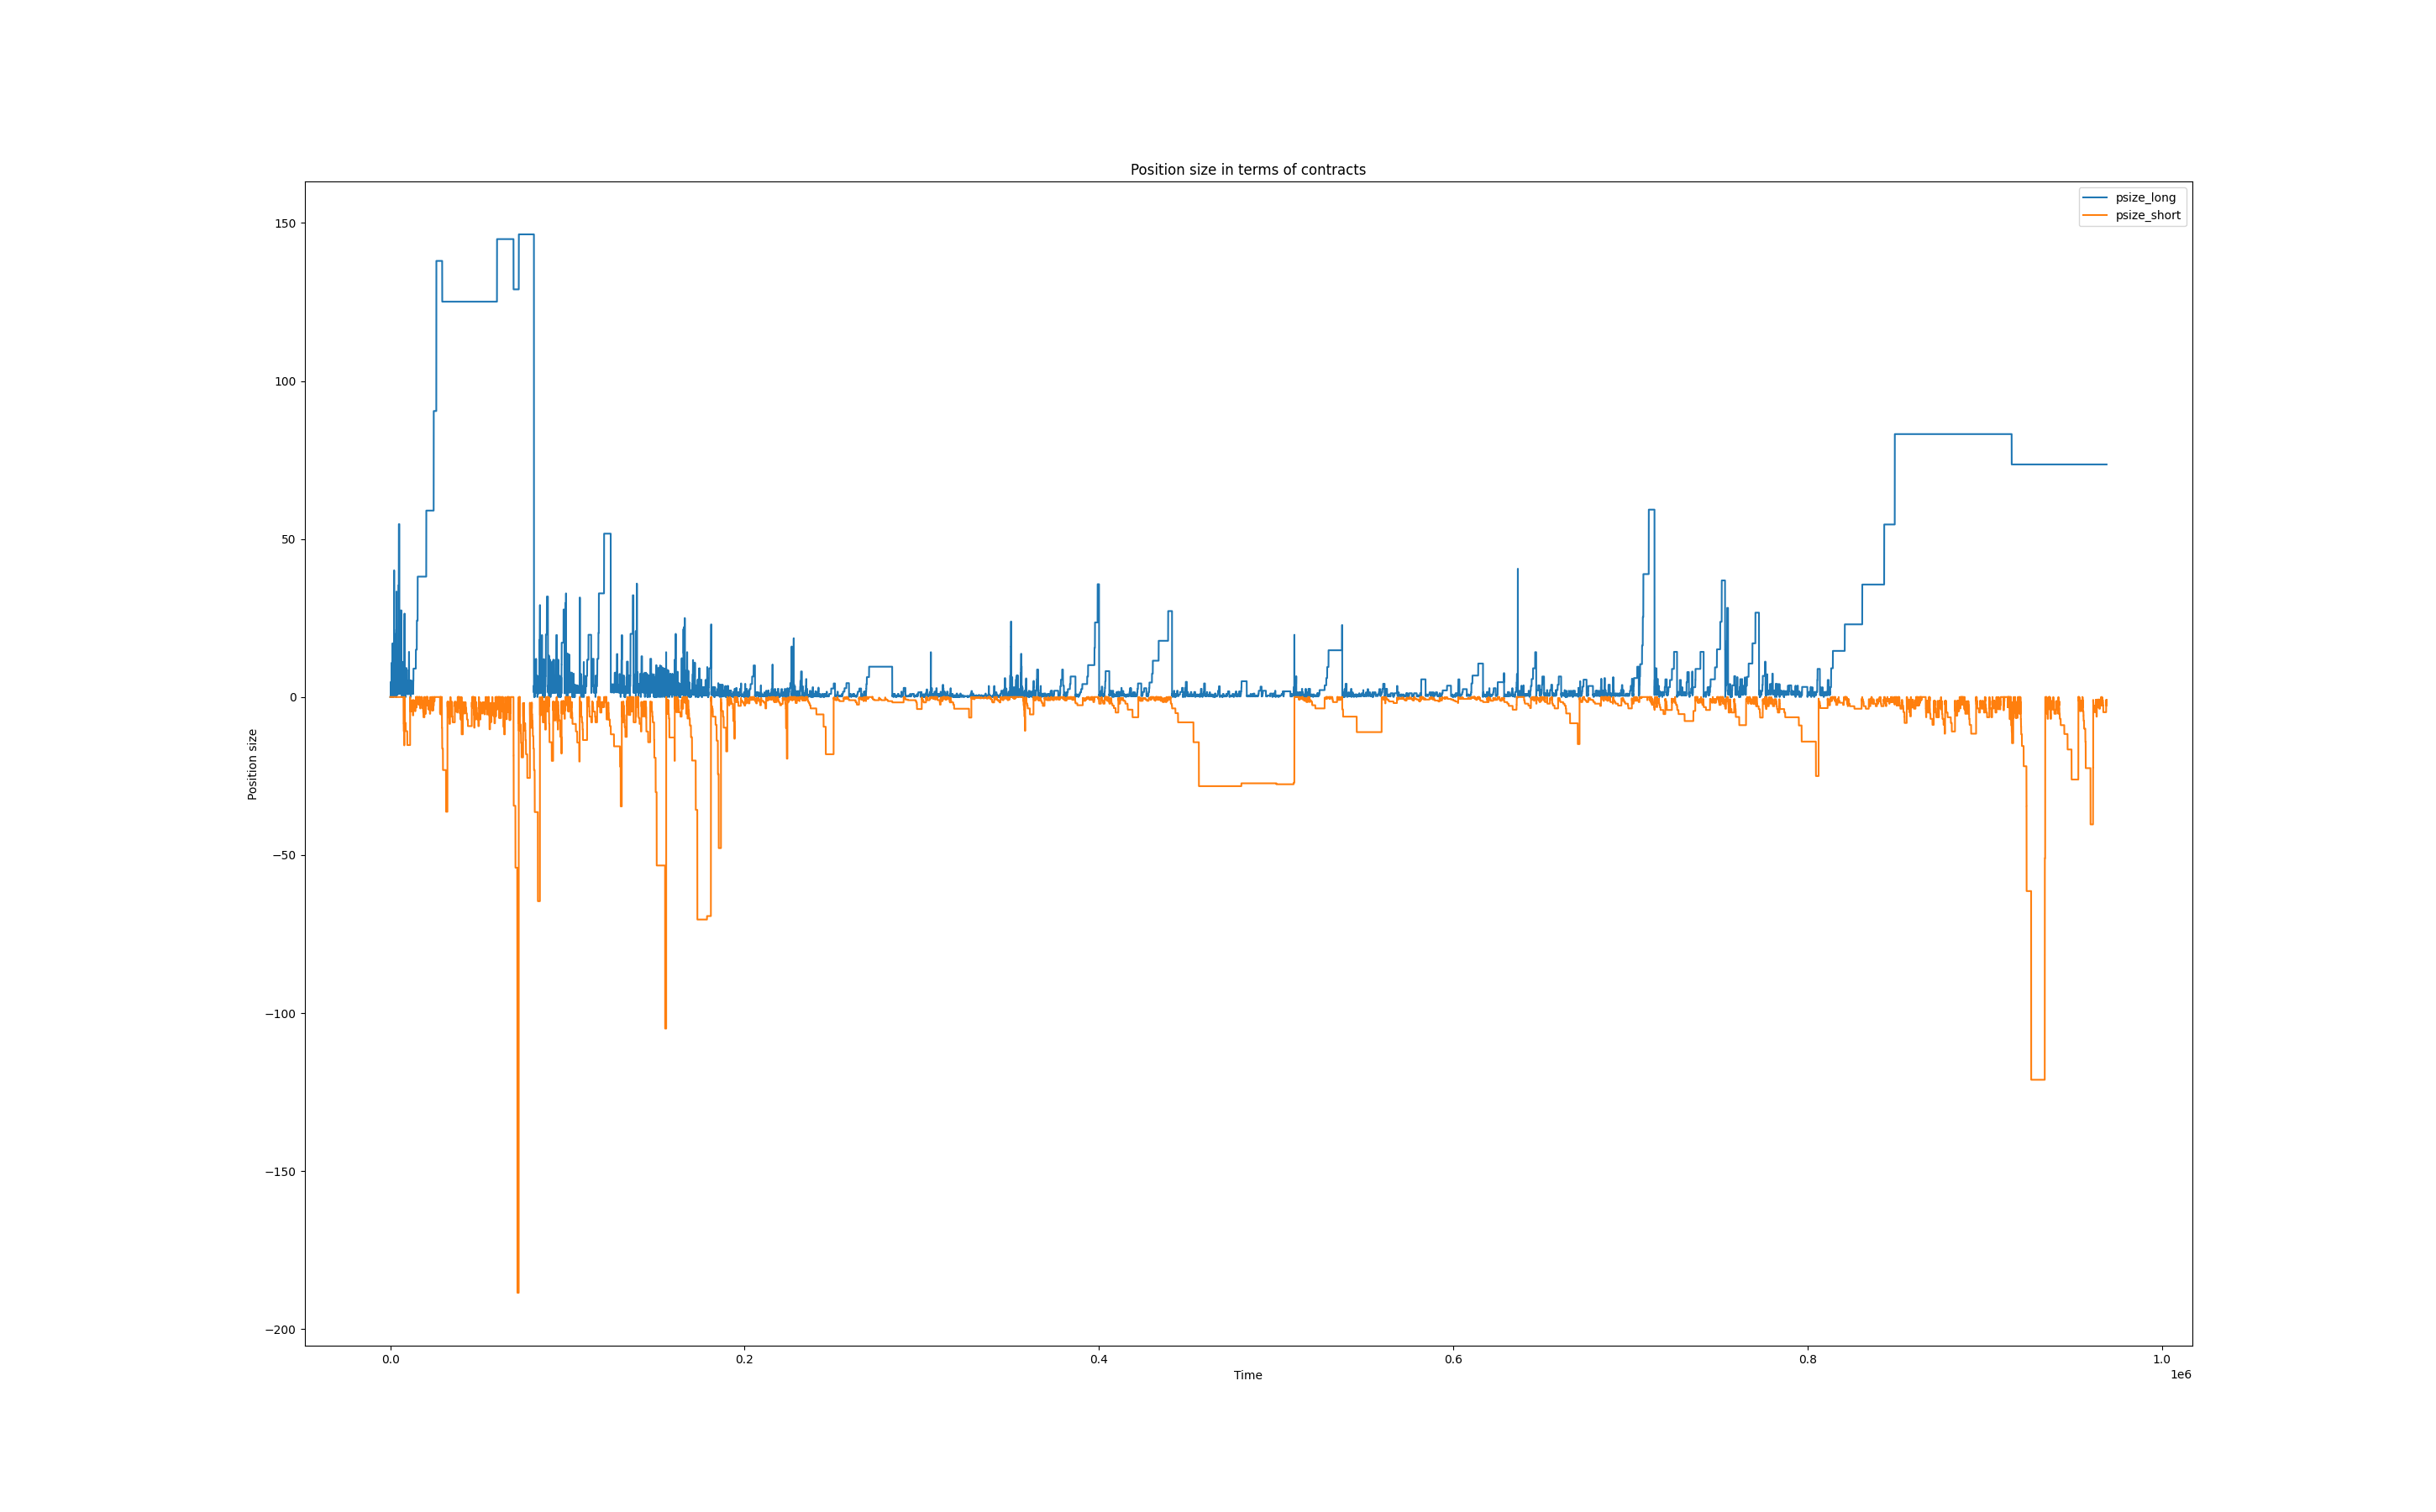 Position size in terms of contracts
psize_long
psize_short
150
100
50
0
−50
−100
−150
−200
Position size
0.0
0.2
0.4
0.6
0.8
1.0
1e6
Time